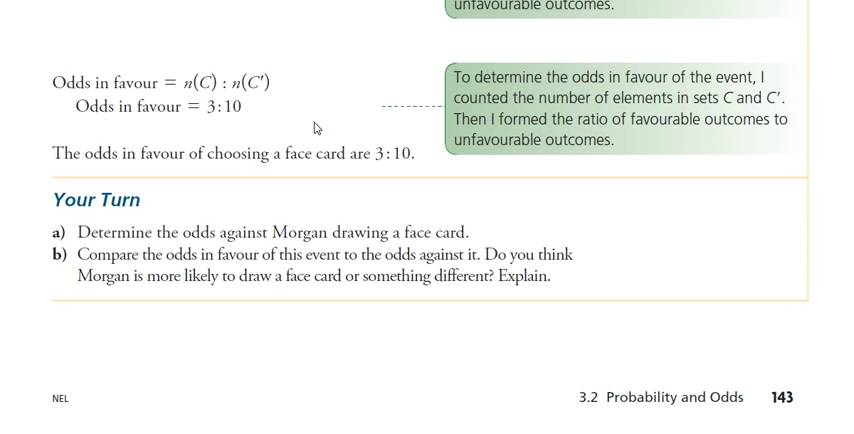 unfavourable outcomes.
Odds in favour = n(C) : n(C′)
Odds in favour = 3:10
The odds in favour of choosing a face card are 3:10.
To determine the odds in favour of the event, I
counted the number of elements in sets C and C′.
Then I formed the ratio of favourable outcomes to
unfavourable outcomes.
Your Turn
a) Determine the odds against Morgan drawing a face card.
b) Compare the odds in favour of this event to the odds against it. Do you think
Morgan is more likely to draw a face card or something different? Explain.
NEL
3.2 Probability and Odds 143